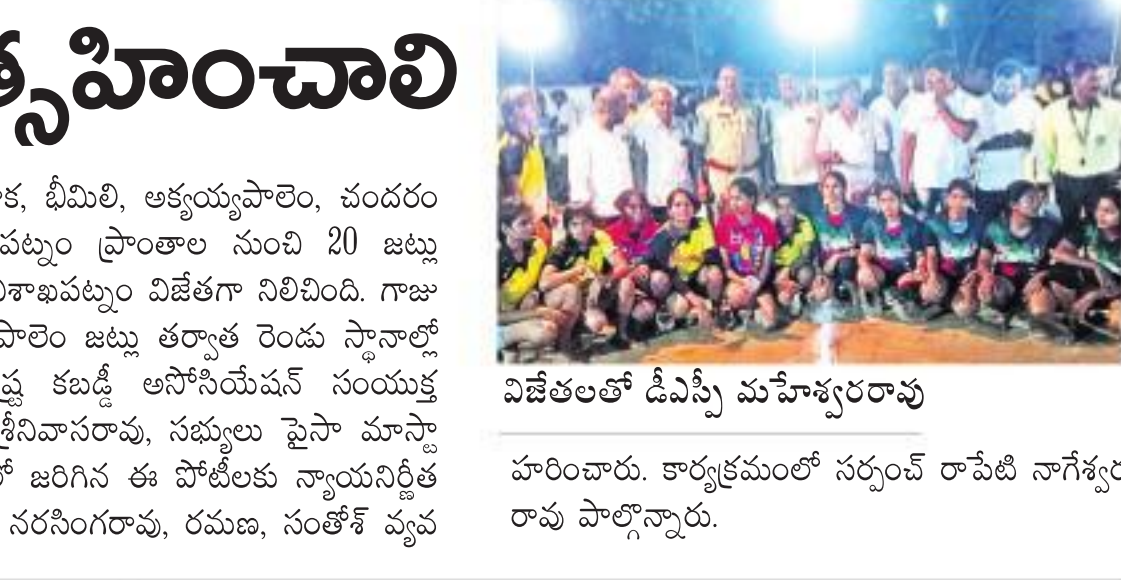 త్సహించాలి
క, భీమిలి, అక్కయ్యపాలెం, చందరం
పట్నం ప్రాంతాల నుంచి 20 జట్లు
విశాఖపట్నం విజేతగా నిలిచింది. గాజు
పాలెం జట్లు తర్వాత రెండు స్థానాల్లో
ష్ట్ర కబడ్డీ అసోసియేషన్ సంయుక్త
శ్రీనివాసరావు, సభ్యులు పైసా మాస్టా
లో జరిగిన ఈ పోటీలకు న్యాయనిర్ణేత
నరసింగరావు, రమణ, సంతోశ్ వ్యవ
విజేతలతో డీఎస్పీ మహేశ్వరరావు
హరించారు. కార్యక్రమంలో సర్పంచ్ రాపేటి నాగేశ్వర
రావు పాల్గొన్నారు.